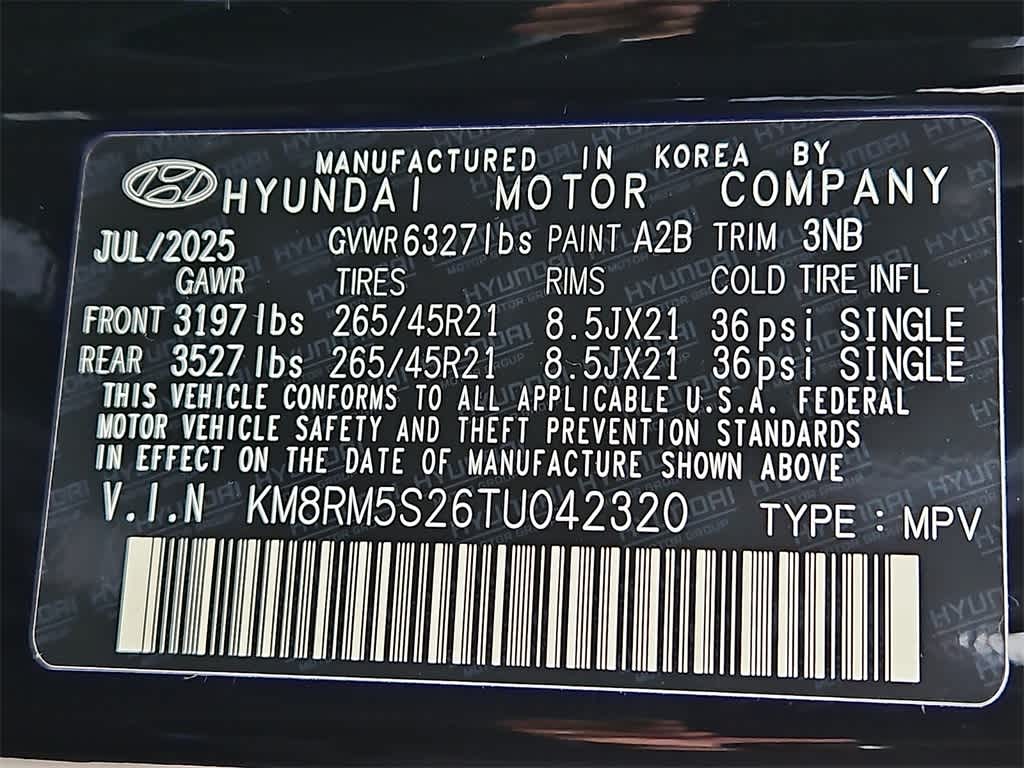 MANUFACTURED IN KOREA BY
HYUNDAI MOTOR COMPANY
JUL/2025 GVWR 6327lbs PAINT A2B TRIM 3NB
GAWR TIRES RIMS COLD TIRE INFL
FRONT 3197lbs 265/45R21 8.5JX21 36psi SINGLE
REAR 3527lbs 265/45R21 8.5JX21 36psi SINGLE
THIS VEHICLE CONFORMS TO ALL APPLICABLE U.S.A. FEDERAL
MOTOR VEHICLE SAFETY AND THEFT PREVENTION STANDARDS
IN EFFECT ON THE DATE OF MANUFACTURE SHOWN ABOVE
V.I.N KM8RM5S26TU042320 TYPE : MPV